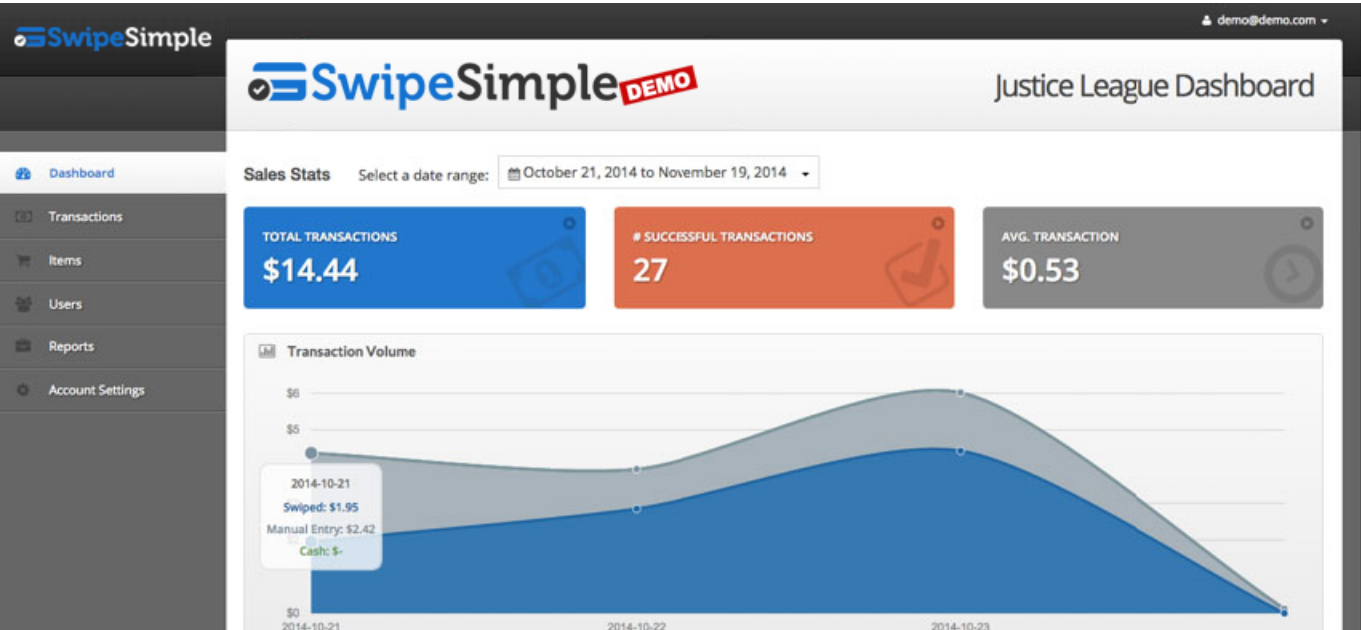 SwipeSimple
demo@demo.com
SwipeSimple DEMO
Justice League Dashboard
Dashboard
Transactions
Items
Users
Reports
Account Settings
Sales Stats
Select a date range:
October 21, 2014 to November 19, 2014
TOTAL TRANSACTIONS
$14.44
# SUCCESSFUL TRANSACTIONS
27
AVG. TRANSACTION
$0.53
Transaction Volume
$6
$5
2014-10-21
Swiped: $1.95
Manual Entry: $2.42
Cash: $-
$0
2014-10-21
2014-10-22
2014-10-23